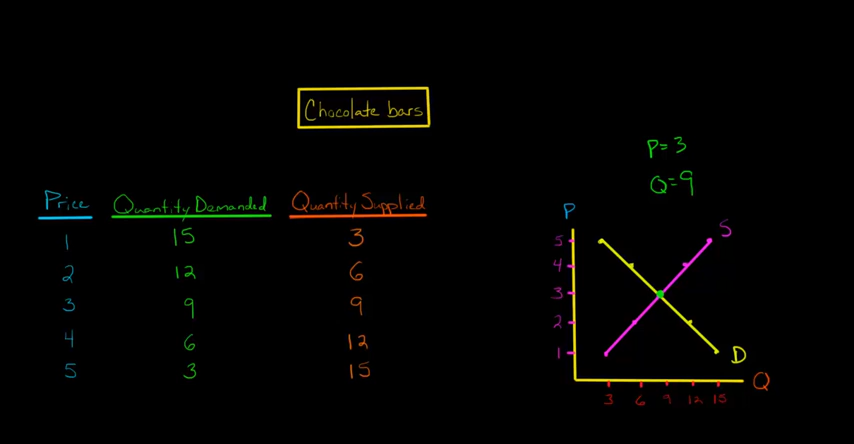 Chocolate bars
P=3
Q=9
Price Quantity Demanded Quantity Supplied
1 15 3
2 12 6
3 9 9
4 6 12
5 3 15
P
S
5
4
3
2
1
D
Q
3 6 9 12 15